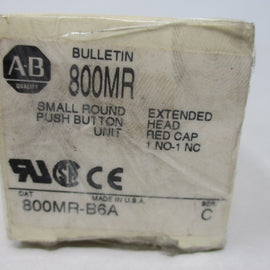 A-B
QUALITY
BULLETIN
800MR
SMALL ROUND
PUSH BUTTON
UNIT
EXTENDED
HEAD
RED CAP
1 NO-1 NC
CE
CAT
MADE IN U.S.A.
SER
800MR-B6A
C